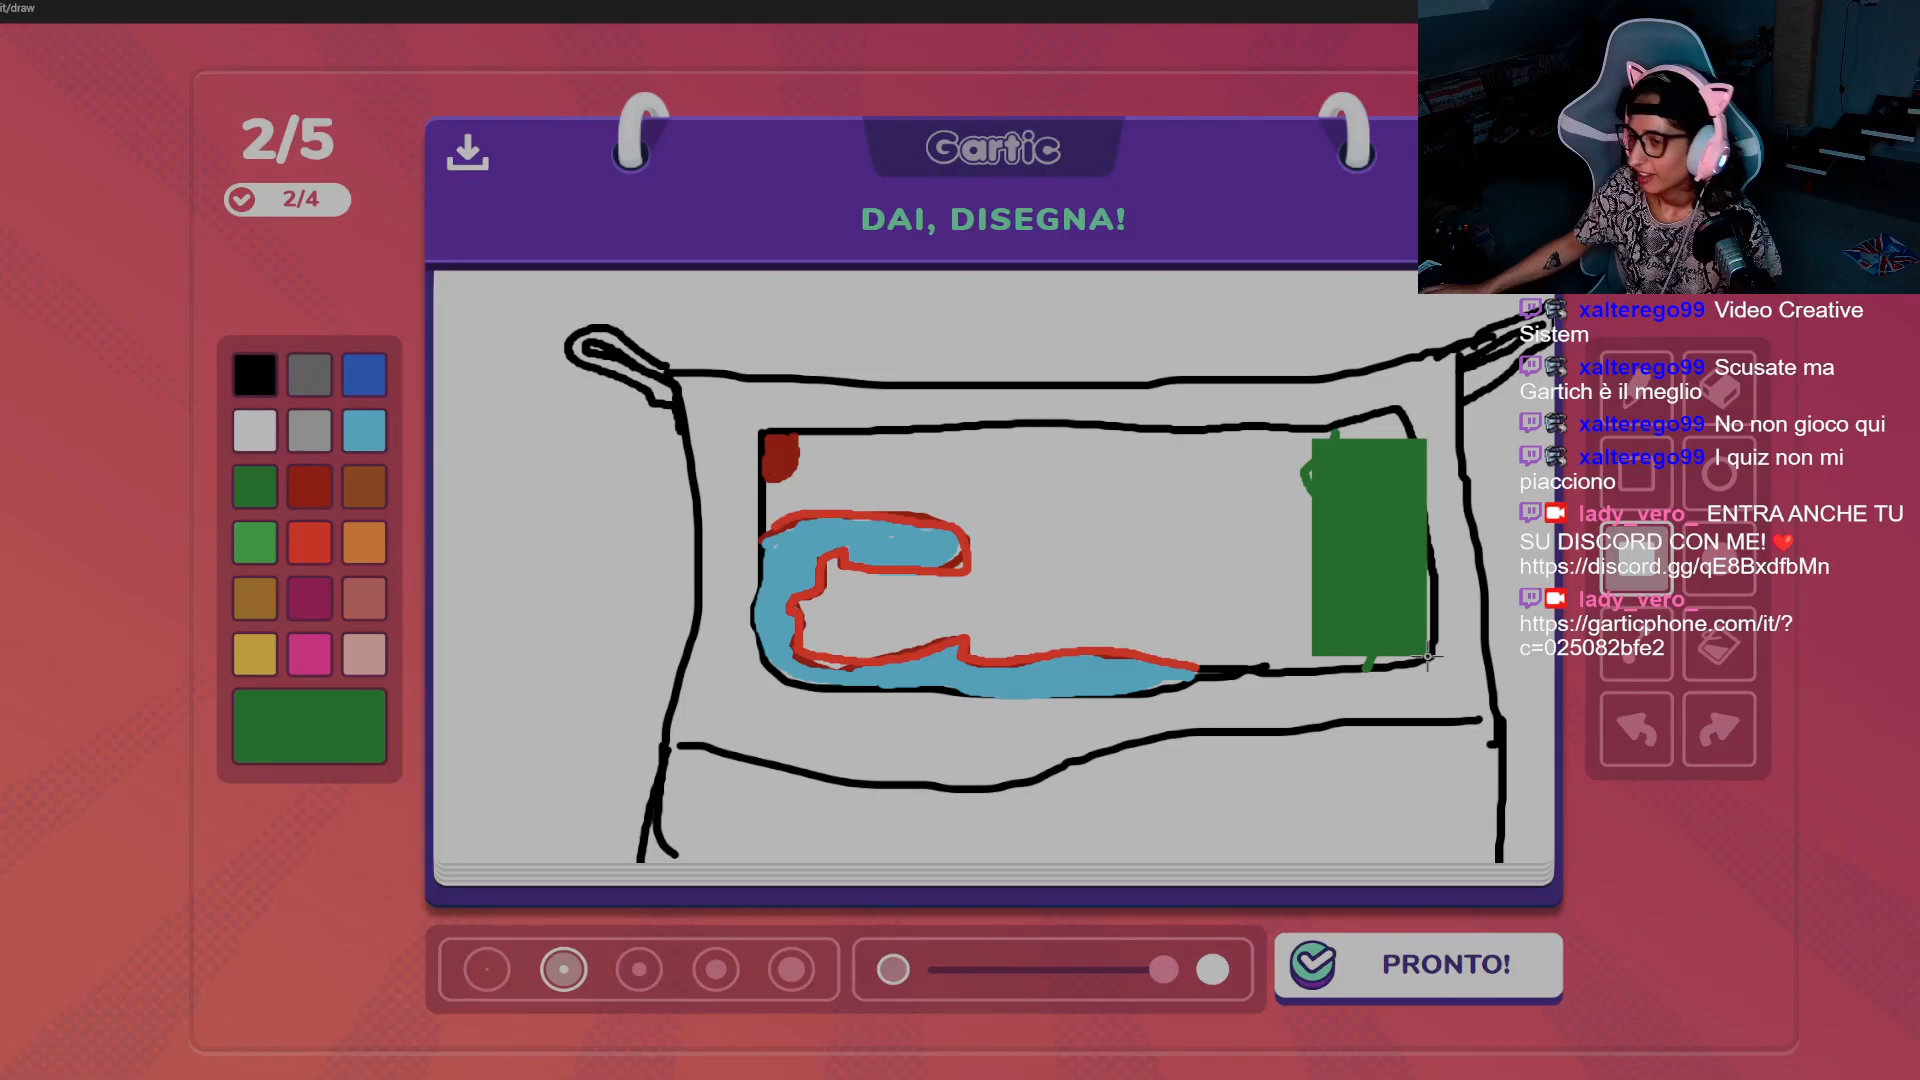 it/draw
2/5
2/4
Gartic
DAI, DISEGNA!
xalterego99 Video Creative
Sistem
xalterego99 Scusate ma
Gartich è il meglio
xalterego99 No non gioco qui
xalterego99 I quiz non mi
piacciono
lady_vero_ ENTRA ANCHE TU
SU DISCORD CON ME! ❤️
https://discord.gg/qE8BxdfbMn
lady_vero_
https://garticphone.com/it/?
c=025082bfe2
PRONTO!